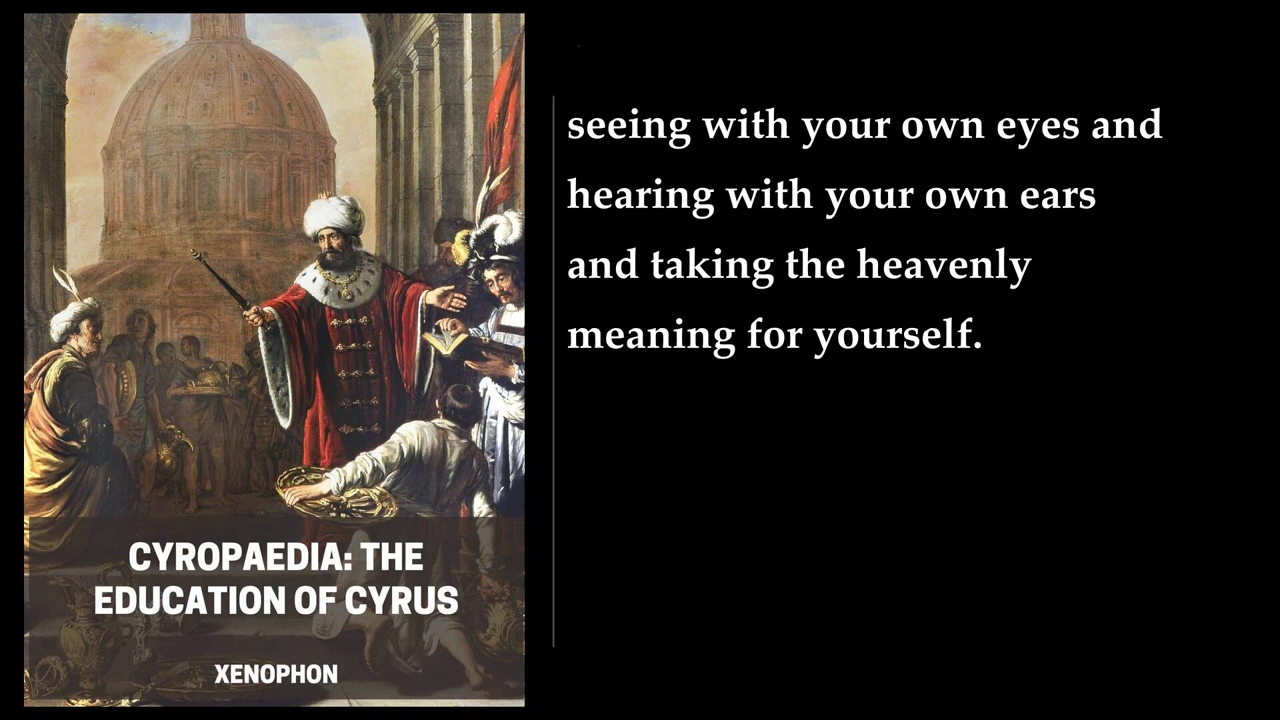 CYROPAEDIA: THE
EDUCATION OF CYRUS
XENOPHON
seeing with your own eyes and
hearing with your own ears
and taking the heavenly
meaning for yourself.